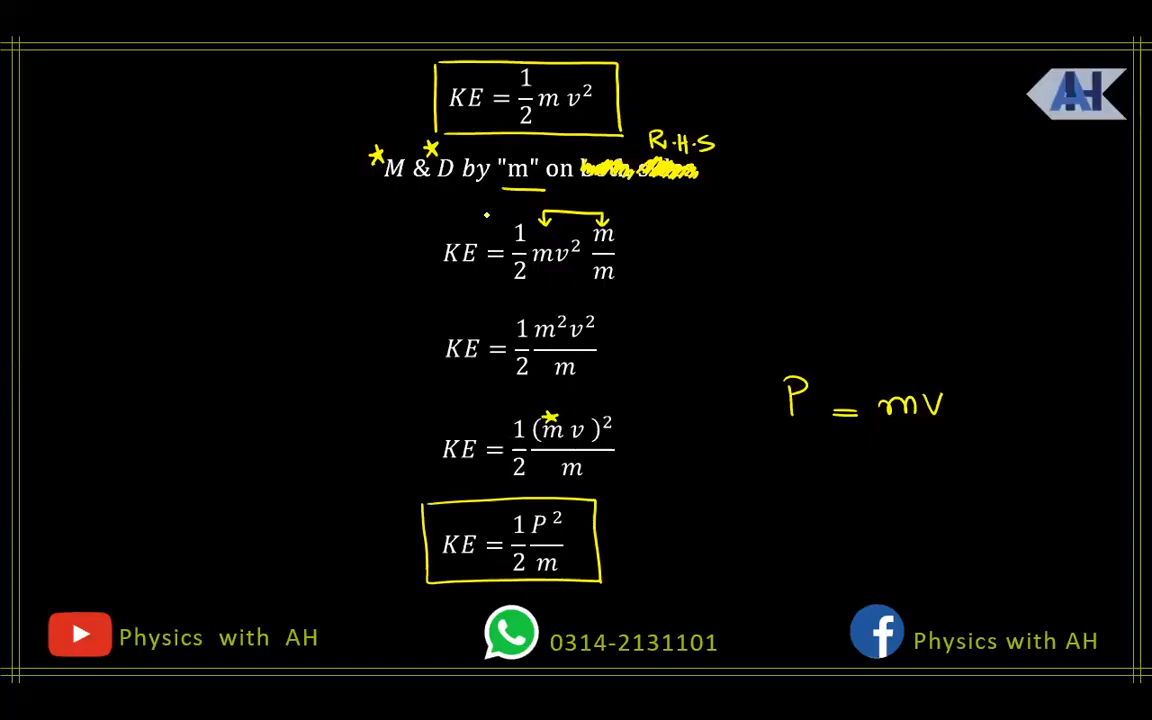 KE = 1/2 m v²
R.H.S
*M & D by "m" on
KE = 1/2 mv² m/m
KE = 1/2 m²v²/m
P = mv
KE = 1/2 (m v)²/m
KE = 1/2 P²/m
Physics with AH
0314-2131101
Physics with AH
AH